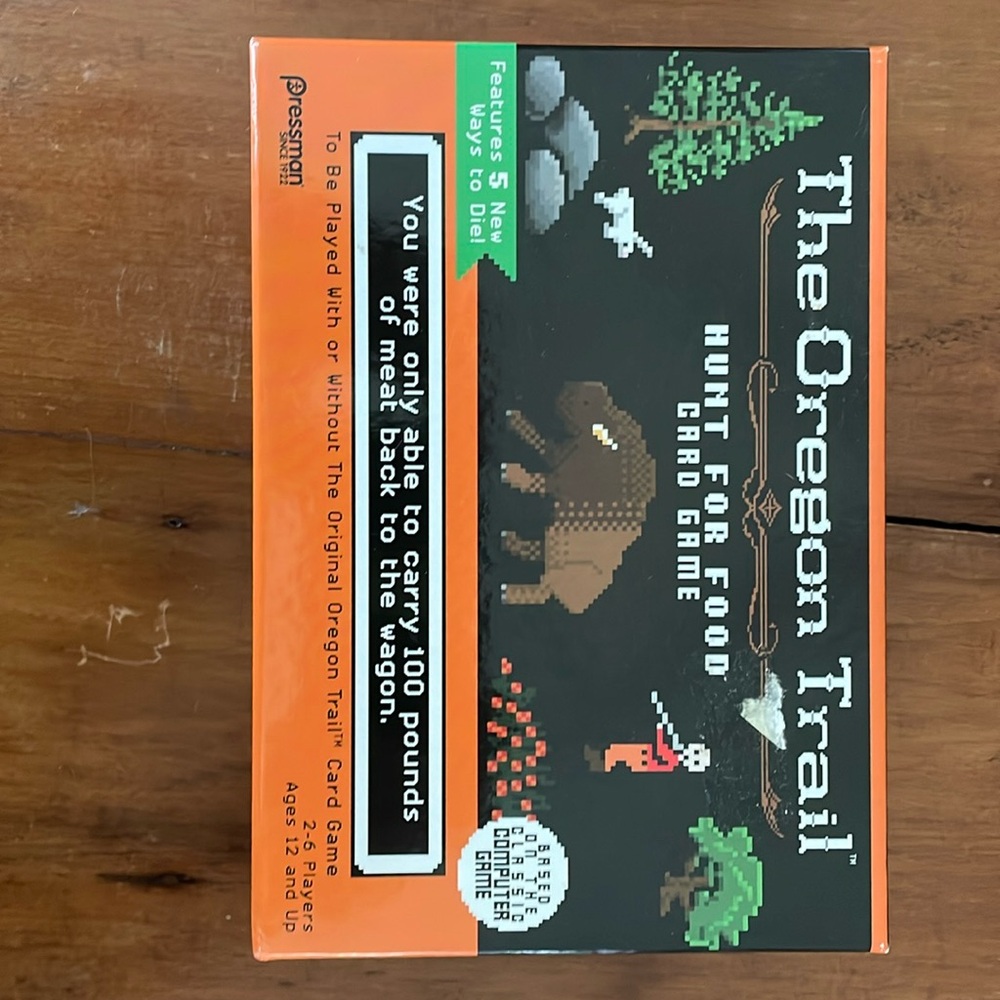 The Oregon Trail™
HUNT FOR FOOD
CARD GAME
Features 5 New
Ways to Die!
BASED
ON THE
CLASSIC
COMPUTER
GAME
You were only able to carry 100 pounds
of meat back to the wagon.
To Be Played With or Without The Original Oregon Trail™ Card Game
Pressman
SINCE 1922
2-6 Players
Ages 12 and Up